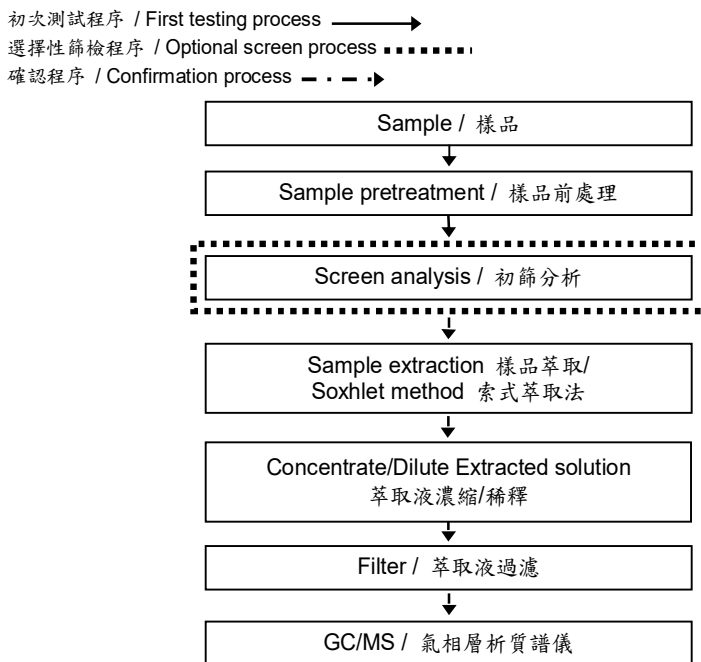 初次測試程序 / First testing process
選擇性篩檢程序 / Optional screen process
確認程序 / Confirmation process
Sample / 樣品
Sample pretreatment / 樣品前處理
Screen analysis / 初篩分析
Sample extraction 樣品萃取/
Soxhlet method 索式萃取法
Concentrate/Dilute Extracted solution
萃取液濃縮/稀釋
Filter / 萃取液過濾
GC/MS / 氣相層析質譜儀